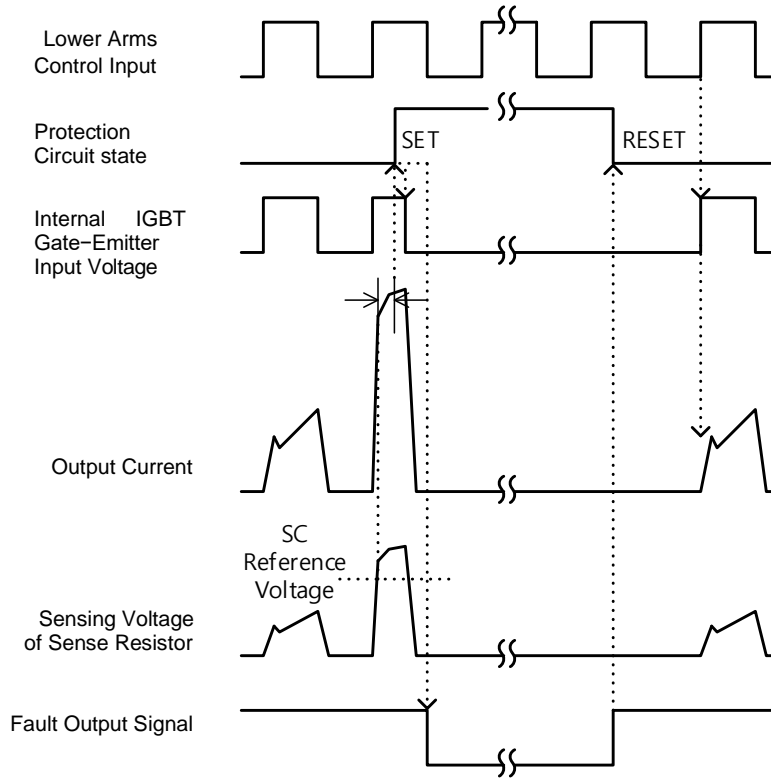 Lower Arms
Control Input
Protection
Circuit state
SET
RESET
Internal IGBT
Gate−Emitter
Input Voltage
Output Current
SC
Reference
Voltage
Sensing Voltage
of Sense Resistor
Fault Output Signal